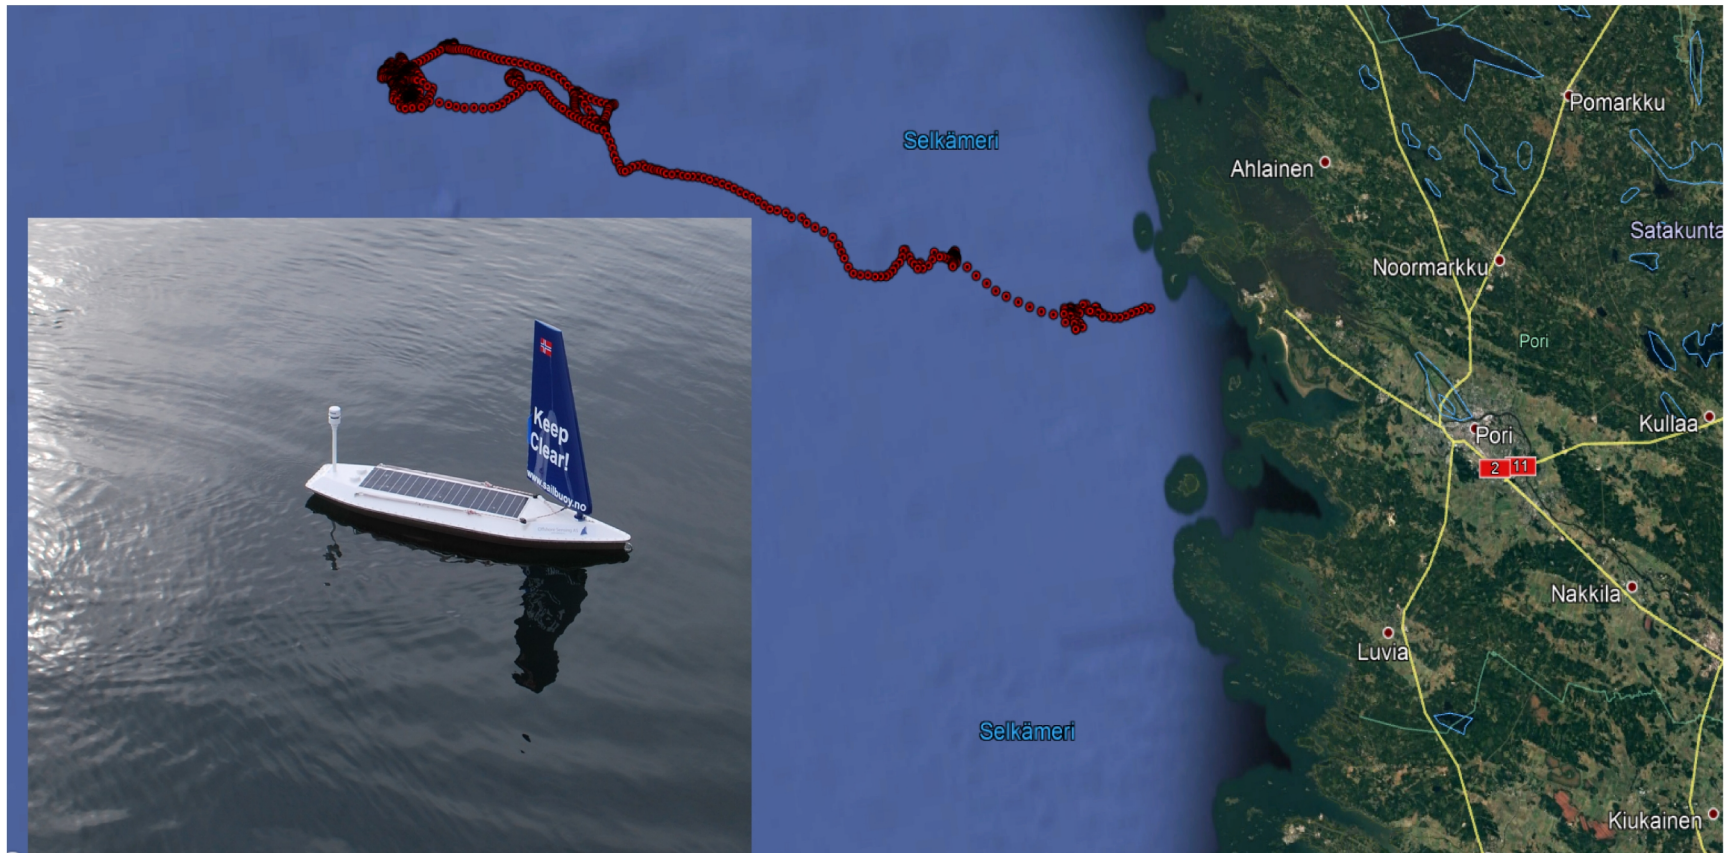 Selkämeri
Pomarkku
Ahlainen
Satakunta
Noormarkku
Pori
Kullaa
Pori
2
11
Nakkila
Luvia
Selkämeri
Kiukainen
Keep
Clear!
www.sailbuoy.no